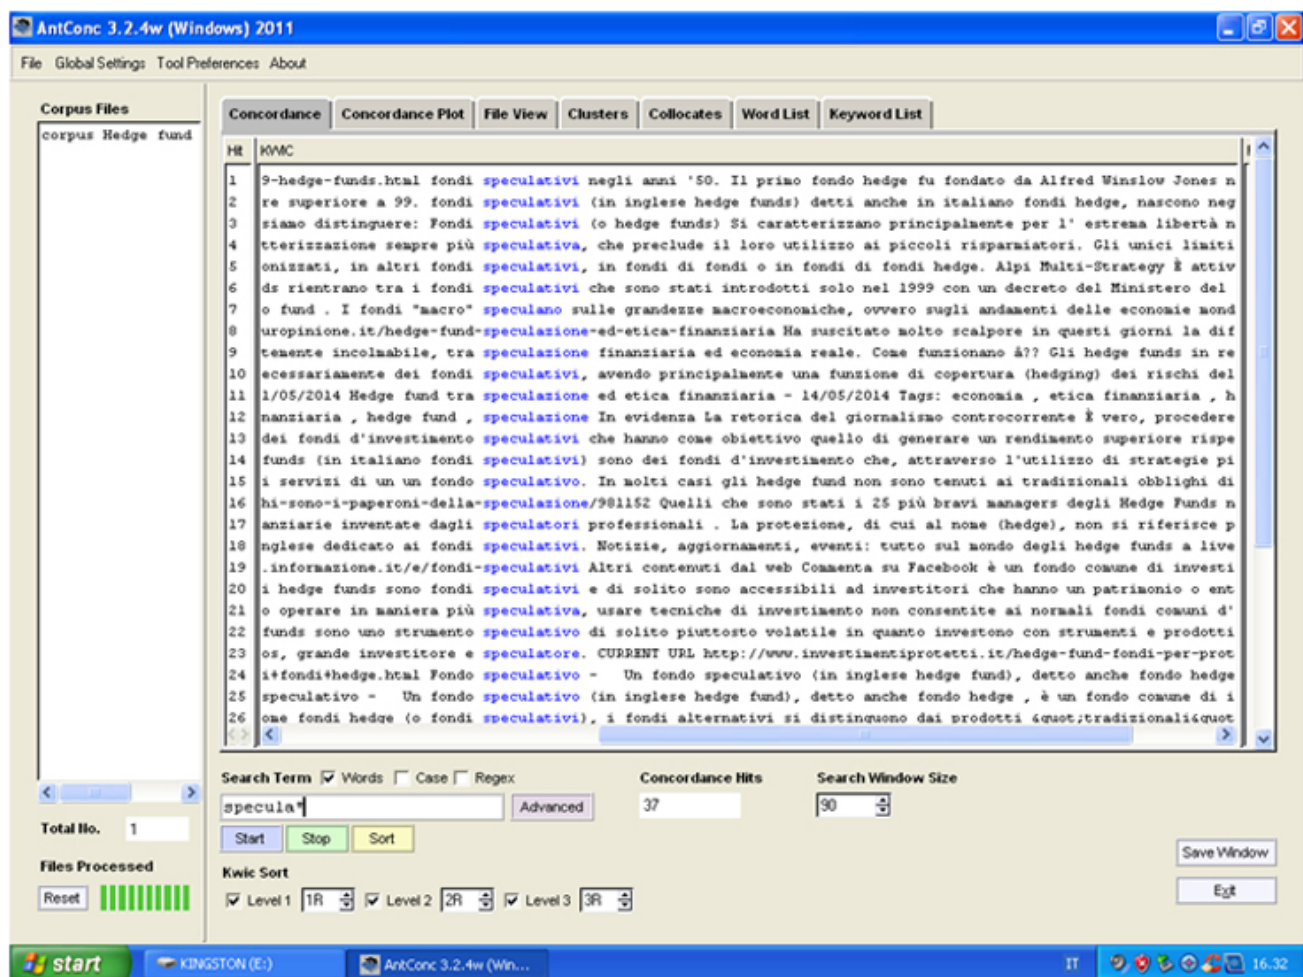 AntConc 3.2.4w (Windows) 2011
File Global Settings Tool Preferences About
Corpus Files
corpus Hedge fund
Concordance Concordance Plot File View Clusters Collocates Word List Keyword List
Hit KWIC
1 9-hedge-funds.html fondi speculativi negli anni '50. Il primo fondo hedge fu fondato da Alfred Winslow Jones n
2 re superiore a 99. fondi speculativi (in inglese hedge funds) detti anche in italiano fondi hedge, nascono neg
3 siamo distinguere: Fondi speculativi (o hedge funds) Si caratterizzano principalmente per l' estrema libertà n
4 tterizzazione sempre più speculativa, che preclude il loro utilizzo ai piccoli risparmiatori. Gli unici limiti
5 onizzati, in altri fondi speculativi, in fondi di fondi o in fondi di fondi hedge. Alpi Multi-Strategy È attiv
6 ds rientrano tra i fondi speculativi che sono stati introdotti solo nel 1999 con un decreto del Ministero del
7 o fund . I fondi "macro" speculano sulle grandezze macroeconomiche, ovvero sugli andamenti delle economie mond
8 uropinione.it/hedge-fund-speculazione-ed-etica-finanziaria Ha suscitato molto scalpore in questi giorni la dif
9 temente incolmabile, tra speculazione finanziaria ed economia reale. Come funzionano â?? Gli hedge funds in re
10 ecessariamente dei fondi speculativi, avendo principalmente una funzione di copertura (hedging) dei rischi del
11 1/05/2014 Hedge fund tra speculazione ed etica finanziaria - 14/05/2014 Tags: economia , etica finanziaria , h
12 nanziaria , hedge fund , speculazione In evidenza La retorica del giornalismo controcorrente È vero, procedere
13 dei fondi d'investimento speculativi che hanno come obiettivo quello di generare un rendimento superiore rispe
14 funds (in italiano fondi speculativi) sono dei fondi d'investimento che, attraverso l'utilizzo di strategie pi
15 i servizi di un un fondo speculativo. In molti casi gli hedge fund non sono tenuti ai tradizionali obblighi di
16 hi-sono-i-paperoni-della-speculazione/981152 Quelli che sono stati i 25 più bravi managers degli Hedge Funds n
17 anziarie inventate dagli speculatori professionali . La protezione, di cui al nome (hedge), non si riferisce p
18 nglese dedicato ai fondi speculativi. Notizie, aggiornamenti, eventi: tutto sul mondo degli hedge funds a live
19 .informazione.it/e/fondi-speculativi Altri contenuti dal web Commenta su Facebook è un fondo comune di investi
20 i hedge funds sono fondi speculativi e di solito sono accessibili ad investitori che hanno un patrimonio o ent
21 o operare in maniera più speculativa, usare tecniche di investimento non consentite ai normali fondi comuni d'
22 funds sono uno strumento speculativo di solito piuttosto volatile in quanto investono con strumenti e prodotti
23 os, grande investitore e speculatore. CURRENT URL http://www.investimentiprotetti.it/hedge-fund-fondi-per-prot
24 i+fondi+hedge.html Fondo speculativo - Un fondo speculativo (in inglese hedge fund), detto anche fondo hedge
25 speculativo - Un fondo speculativo (in inglese hedge fund), detto anche fondo hedge , è un fondo comune di i
26 ome fondi hedge (o fondi speculativi), i fondi alternativi si distinguono dai prodotti &quot;tradizionali&quot
Search Term Words Case Regex Concordance Hits Search Window Size
specula* Advanced 37 90
Total No. 1
Start Stop Sort
Save Window
Files Processed
Kwic Sort
Reset Level 1 1R Level 2 2R Level 3 3R
Exit
start KINGSTON (E:) AntConc 3.2.4w (Win... IT 16.32